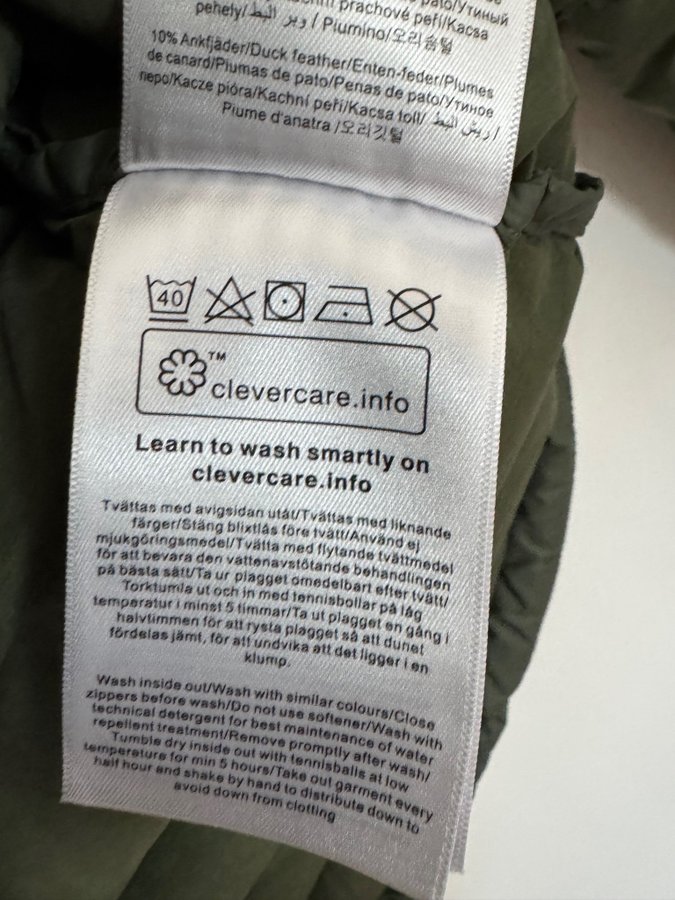 prachové peří/Kacsa
pehely/وبر البط / Piumino/오리솜털
10% Ankfjäder/Duck feather/Enten-feder/Plumes
de canard/Plumas de pato/Penas de pato/Утиное
перо/Kacze pióra/Kachní peří/Kacsa toll/ ريش البط /
Piume d'anatra /오리깃털
40
™
clevercare.info
Learn to wash smartly on
clevercare.info
Tvättas med avigsidan utåt/Tvättas med liknande
färger/Stäng blixtlås före tvätt/Använd ej
mjukgöringsmedel/Tvätta med flytande tvättmedel
för att bevara den vattenavstötande behandlingen
på bästa sätt/Ta ur plagget omedelbart efter tvätt/
Torktumla ut och in med tennisbollar på låg
temperatur i minst 5 timmar/Ta ut plagget en gång i
halvtimmen för att rysta plagget så att dunet
fördelas jämt, för att undvika att det ligger i en
klump.
Wash inside out/Wash with similar colours/Close
zippers before wash/Do not use softener/Wash with
technical detergent for best maintenance of water
repellent treatment/Remove promptly after wash/
Tumble dry inside out with tennisballs at low
temperature for min 5 hours/Take out garment every
half hour and shake by hand to distribute down to
avoid down from clotting